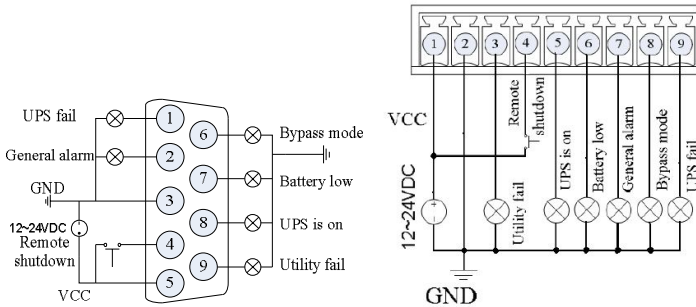 UPS fail
General alarm
GND
12~24VDC
Remote
shutdown
VCC
1
2
3
4
5
6
7
8
9
Bypass mode
Battery low
UPS is on
Utility fail
1 2 3 4 5 6 7 8 9
VCC
Remote
shutdown
12~24VDC
Utility fail
UPS is on
Battery low
General alarm
Bypass mode
UPS fail
GND